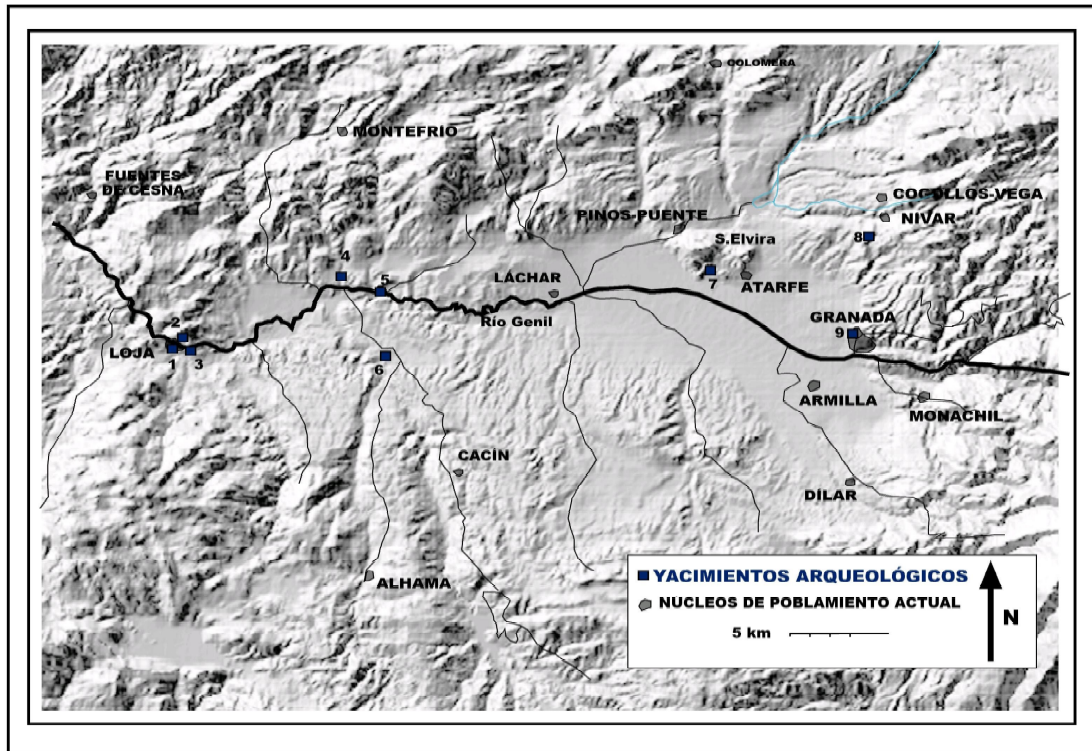 COLOMERA
MONTEFRIO
FUENTES
DE CESNA
COGOLLOS-VEGA
NIVAR
PINOS-PUENTE
8
S.Elvira
4
7
ATARFE
5
LACHAR
GRANADA
Río Genil
9
2
LOJA
1
3
6
ARMILLA
MONACHIL
CACÍN
DILAR
ALHAMA
YACIMIENTOS ARQUEOLÓGICOS
NUCLEOS DE POBLAMIENTO ACTUAL
N
5 km